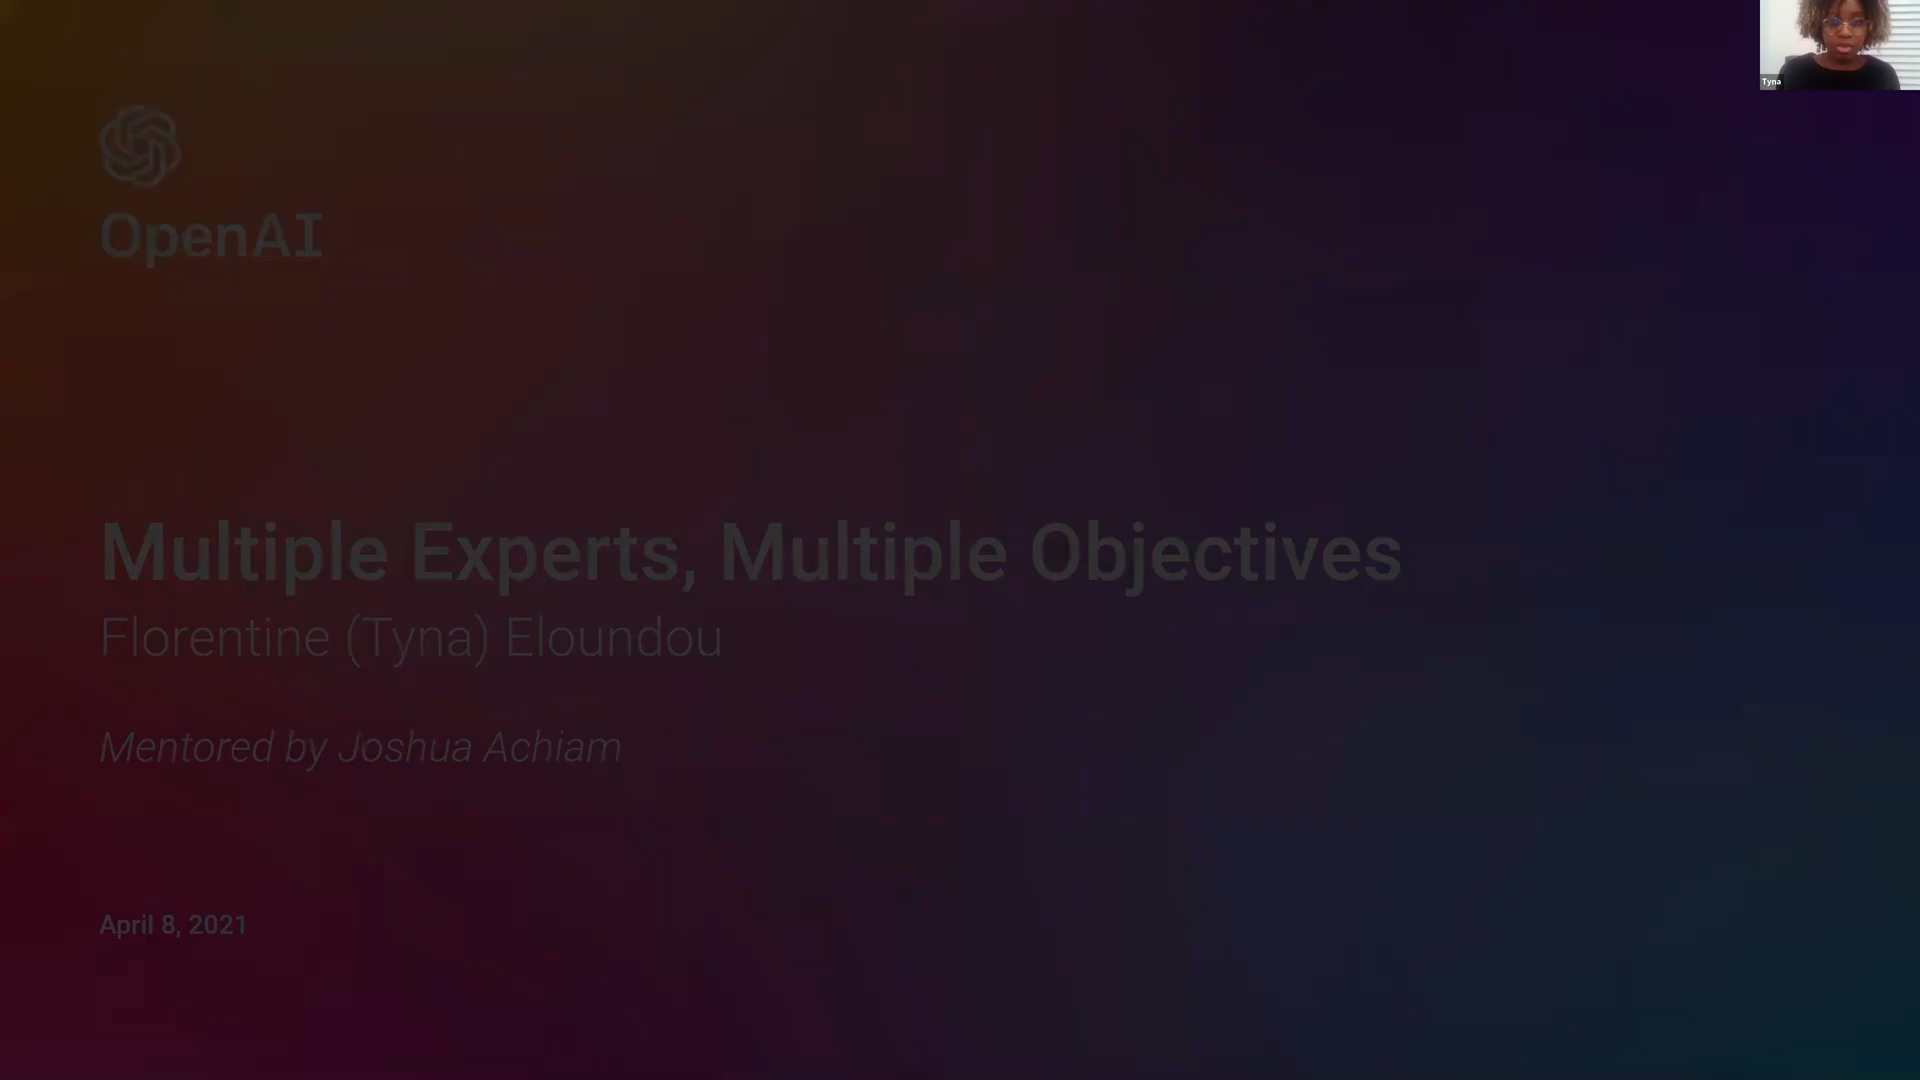 Tyna
OpenAI
Multiple Experts, Multiple Objectives
Florentine (Tyna) Eloundou
Mentored by Joshua Achiam
April 8, 2021